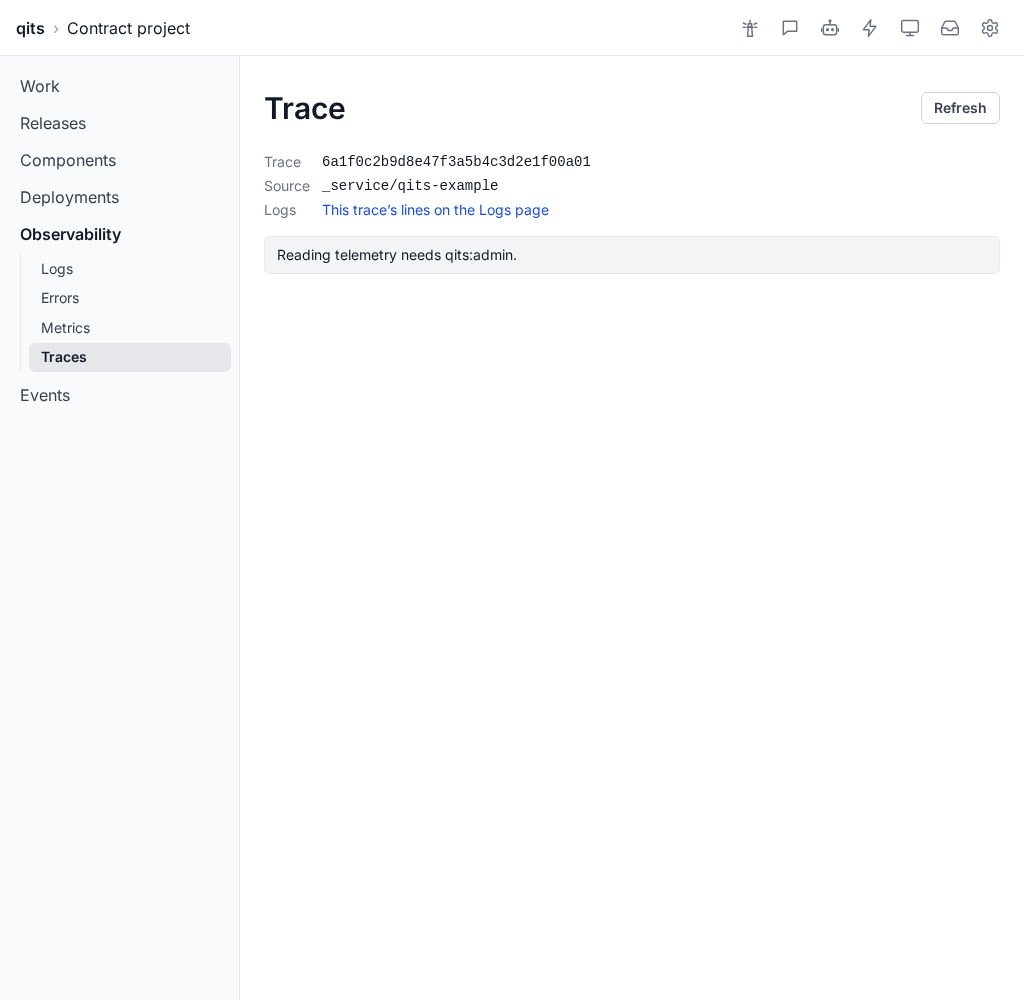 qits › Contract project
Work
Releases
Components
Deployments
Observability
Logs
Errors
Metrics
Traces
Events
Trace
Refresh
Trace 6a1f0c2b9d8e47f3a5b4c3d2e1f00a01
Source _service/qits-example
Logs This trace’s lines on the Logs page
Reading telemetry needs qits:admin.